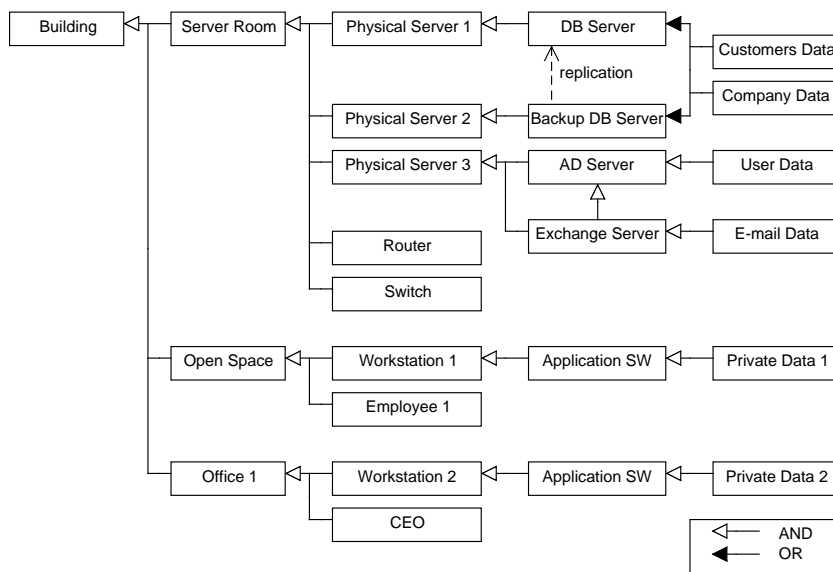 Building
Server Room
Physical Server 1
DB Server
Customers Data
replication
Company Data
Physical Server 2
Backup DB Server
Physical Server 3
AD Server
User Data
Exchange Server
E-mail Data
Router
Switch
Open Space
Workstation 1
Application SW
Private Data 1
Employee 1
Office 1
Workstation 2
Application SW
Private Data 2
CEO
AND
OR